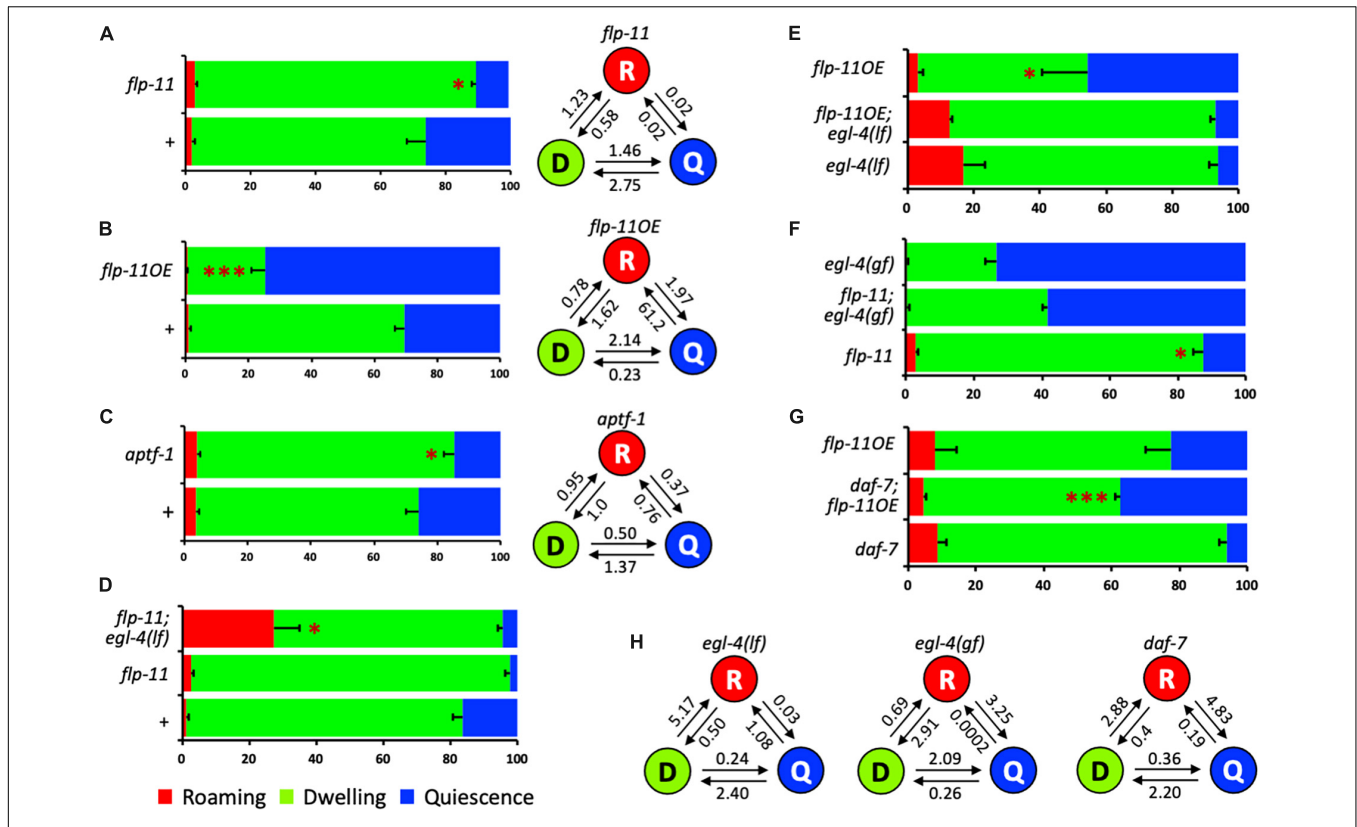 A
flp-11
+
0 20 40 60 80 100
flp-11
R
1.23
0.58
0.02
0.02
D
1.46
2.75
Q
B
flp-11OE
***
+
0 20 40 60 80 100
flp-11OE
R
0.78
1.62
1.97
61.2
D
2.14
0.23
Q
C
aptf-1
*
+
0 20 40 60 80 100
aptf-1
R
0.95
1.0
0.37
0.76
D
0.50
1.37
Q
D
flp-11;
egl-4(lf)
*
flp-11
+
0 20 40 60 80 100
Roaming Dwelling Quiescence
E
flp-11OE
*
flp-11OE;
egl-4(lf)
egl-4(lf)
0 20 40 60 80 100
F
egl-4(gf)
flp-11;
egl-4(gf)
flp-11
*
0 20 40 60 80 100
G
flp-11OE
daf-7;
flp-11OE
***
daf-7
0 20 40 60 80 100
H
egl-4(lf)
R
5.17
0.50
0.03
1.08
D
0.24
2.40
Q
egl-4(gf)
R
0.69
2.91
3.25
0.0002
D
2.09
0.26
Q
daf-7
R
2.88
0.4
4.83
0.19
D
0.36
2.20
Q